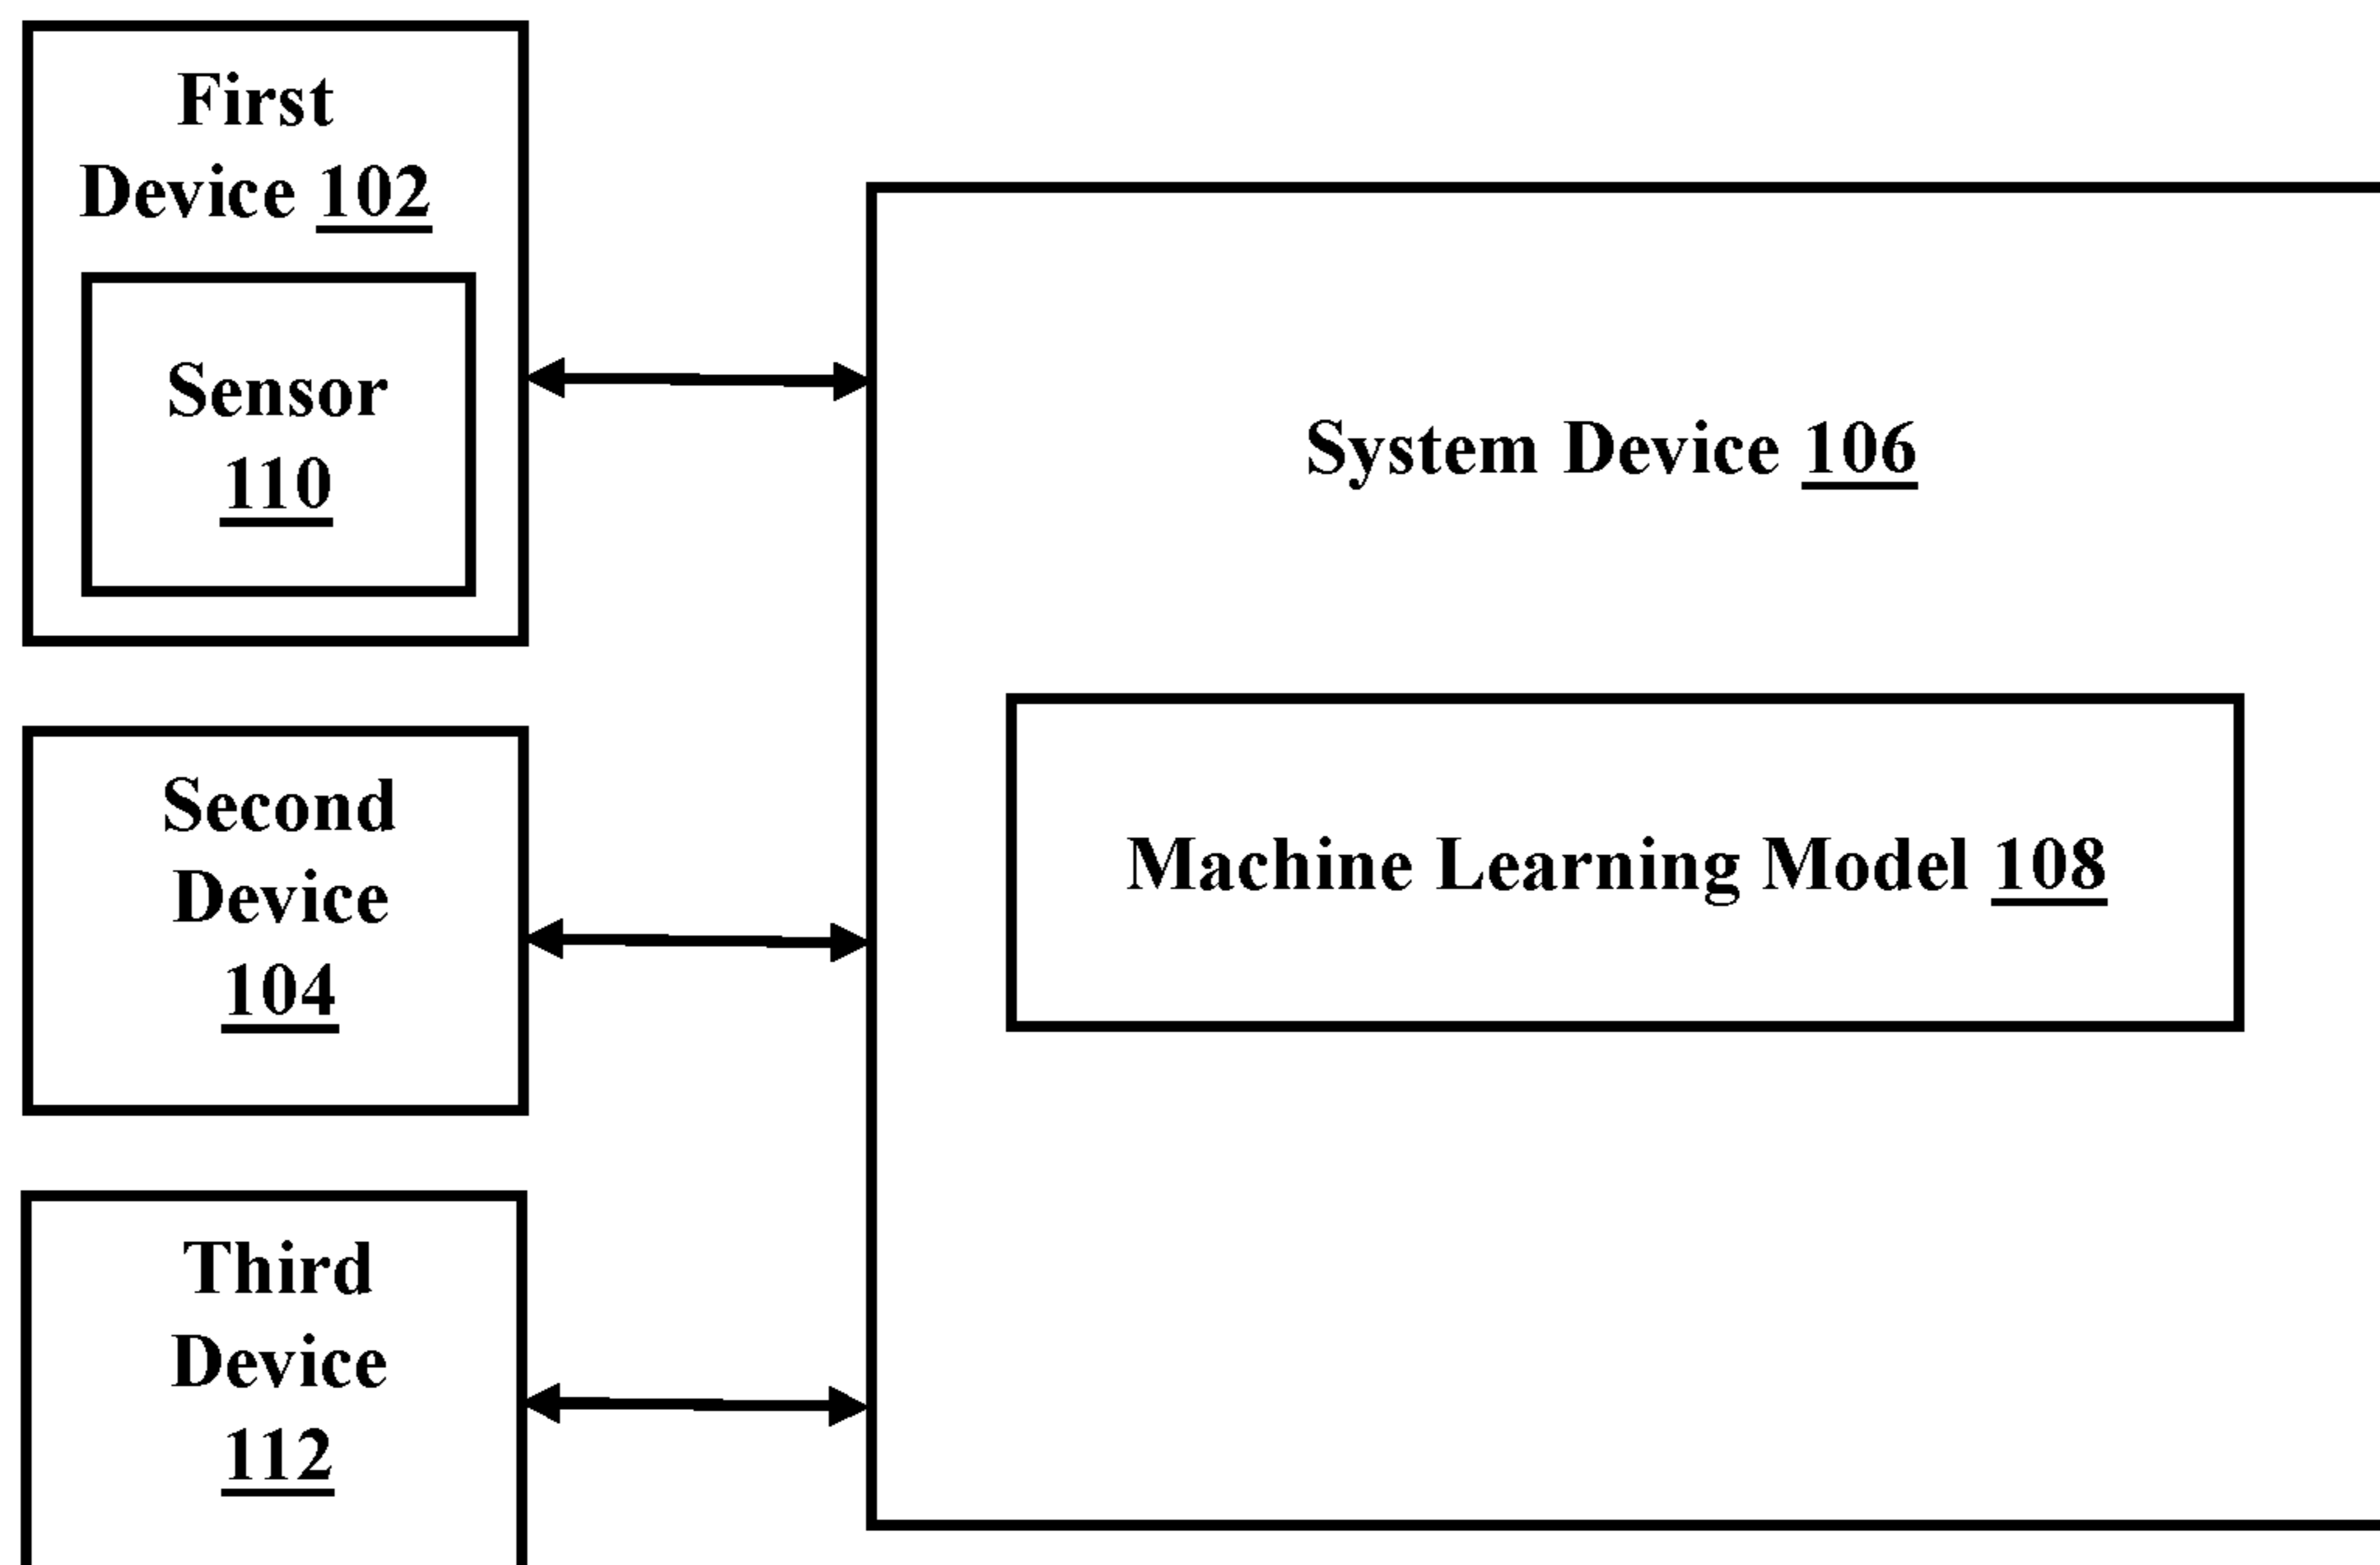 First
Device 102
Sensor
110
System Device 106
Second
Device
104
Machine Learning Model 108
Third
Device
112